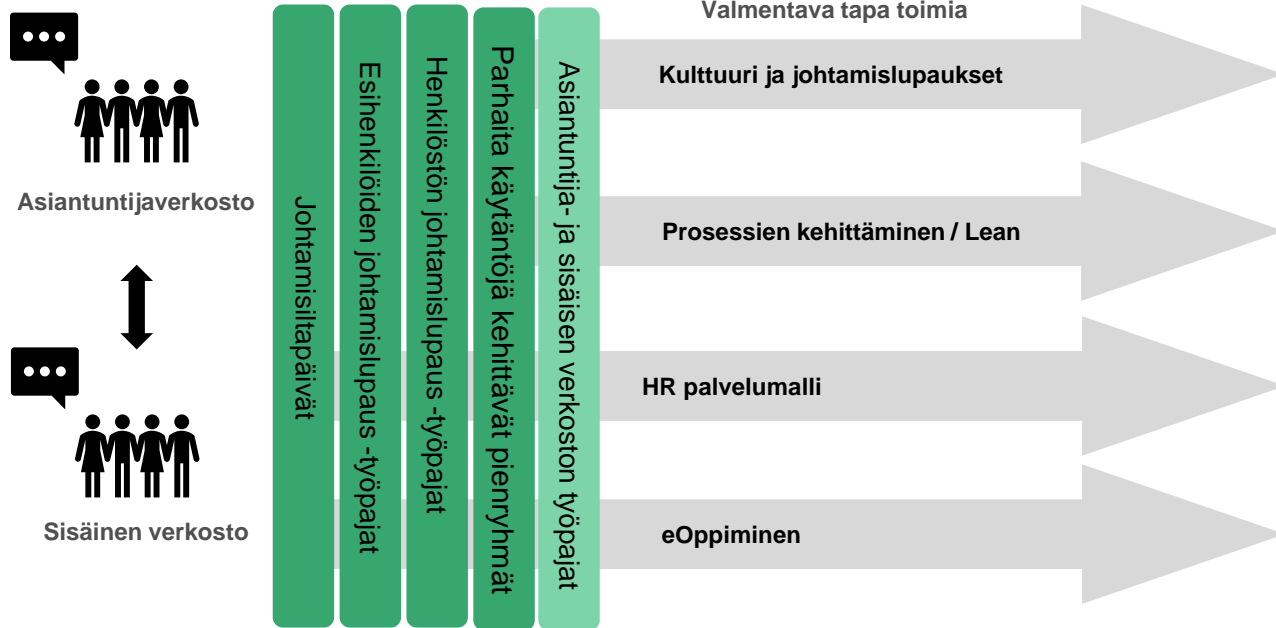 Valmentava tapa toimia
Asiantuntijaverkosto
Sisäinen verkosto
Johtamisiltapäivät
Esihenkilöiden johtamislupaus -työpajat
Henkilöstön johtamislupaus -työpajat
Parhaita käytäntöjä kehittävät pienryhmät
Asiantuntija- ja sisäisen verkoston työpajat
Kulttuuri ja johtamislupaukset
Prosessien kehittäminen / Lean
HR palvelumalli
eOppiminen